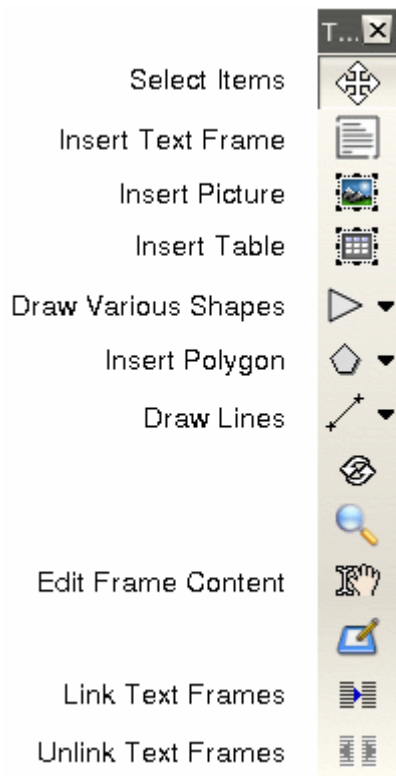 T...
Select Items
Insert Text Frame
Insert Picture
Insert Table
Draw Various Shapes
Insert Polygon
Draw Lines
Edit Frame Content
Link Text Frames
Unlink Text Frames